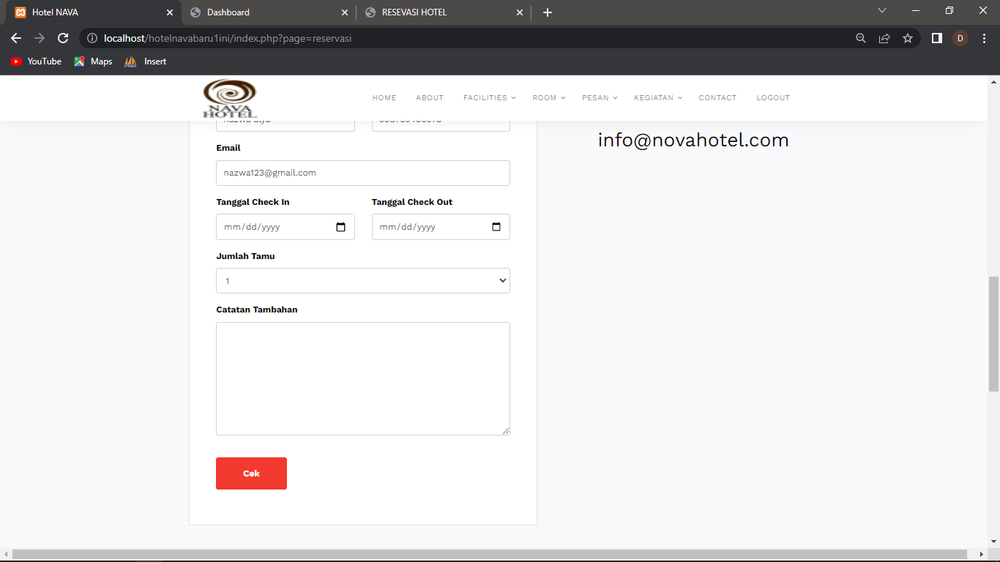 Hotel NAVA
Dashboard
RESEVASI HOTEL
localhost/hotelnavabaru1ini/index.php?page=reservasi
D
YouTube
Maps
Insert
NAVA
HOTEL
HOME ABOUT FACILITIES ROOM PESAN KEGIATAN CONTACT LOGOUT
info@novahotel.com
Email
nazwa123@gmail.com
Tanggal Check In Tanggal Check Out
mm/dd/yyyy mm/dd/yyyy
Jumlah Tamu
1
Catatan Tambahan
Cek